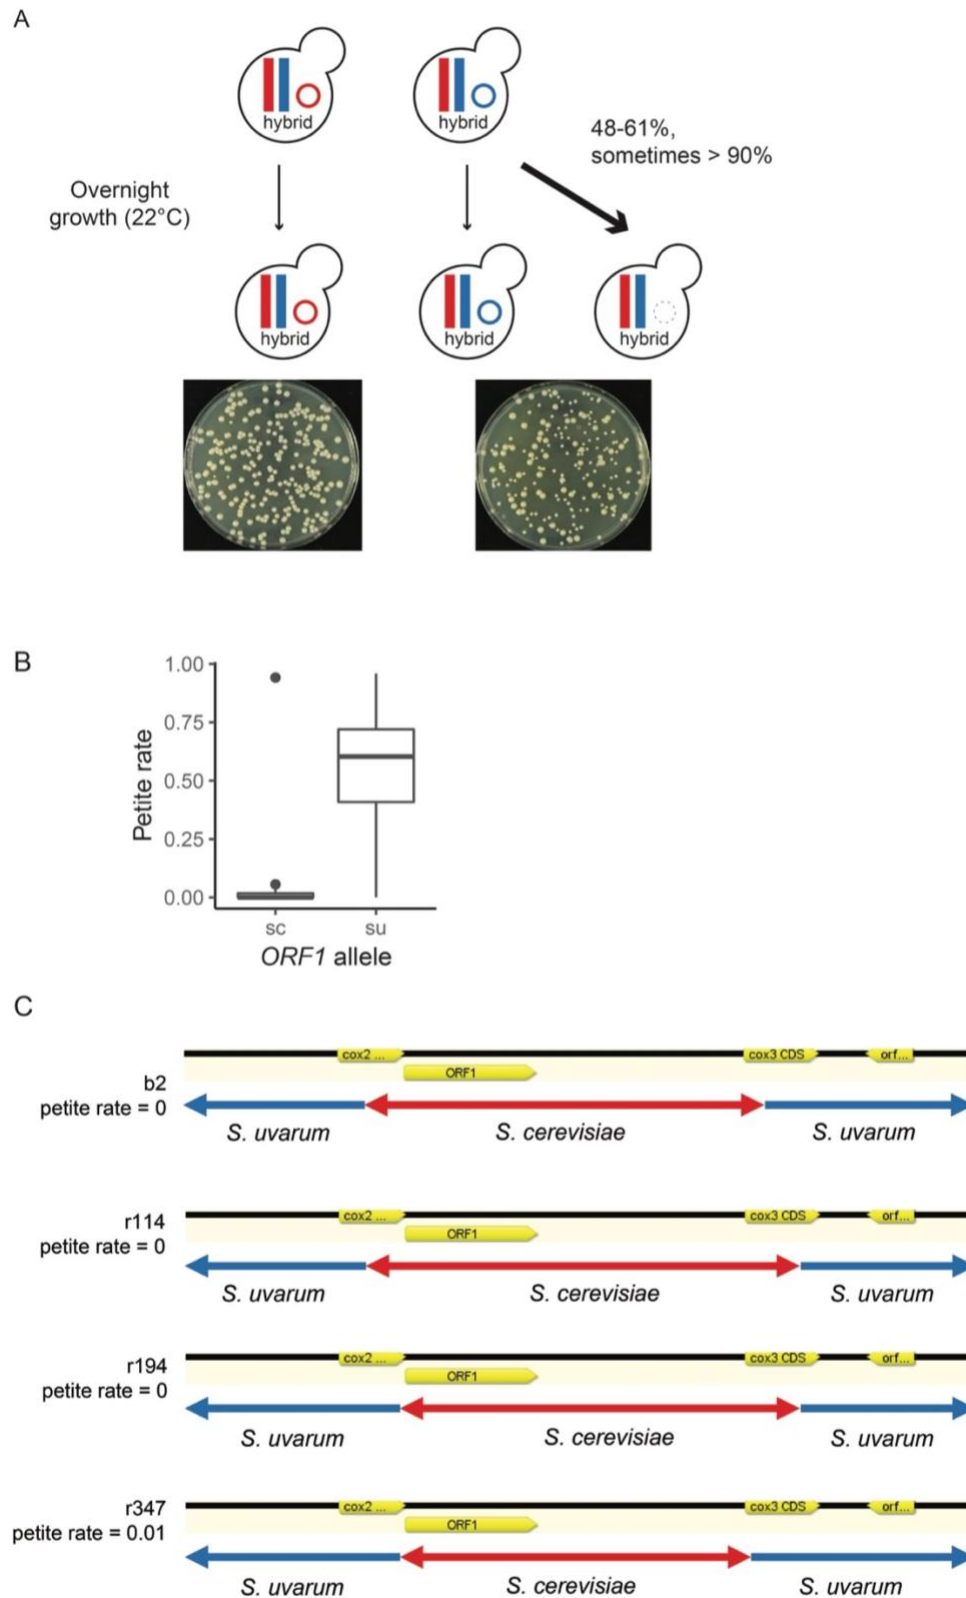 A
hybrid
hybrid
48-61%,
sometimes > 90%
Overnight
growth (22°C)
hybrid
hybrid
hybrid
B
1.00
0.75
0.50
0.25
0.00
Petite rate
sc
su
ORF1 allele
C
cox2 ...
cox3 CDS
orf...
ORF1
b2
petite rate = 0
S. uvarum
S. cerevisiae
S. uvarum
cox2 ...
cox3 CDS
orf...
ORF1
r114
petite rate = 0
S. uvarum
S. cerevisiae
S. uvarum
cox2 ...
cox3 CDS
orf...
ORF1
r194
petite rate = 0
S. uvarum
S. cerevisiae
S. uvarum
cox2 ...
cox3 CDS
orf...
ORF1
r347
petite rate = 0.01
S. uvarum
S. cerevisiae
S. uvarum